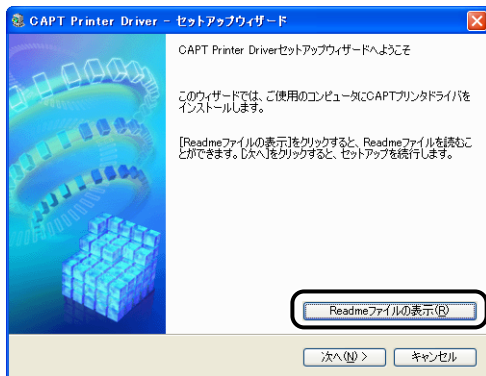 CAPT Printer Driver - セットアップウィザード
CAPT Printer Driverセットアップウィザードへようこそ
このウィザードでは、ご使用のコンピュータにCAPTプリンタドライバを
インストールします。
[Readmeファイルの表示]をクリックすると、Readmeファイルを読むこ
とができます。[次へ]をクリックすると、セットアップを続行します。
Readmeファイルの表示(R)
次へ(N) >
キャンセル